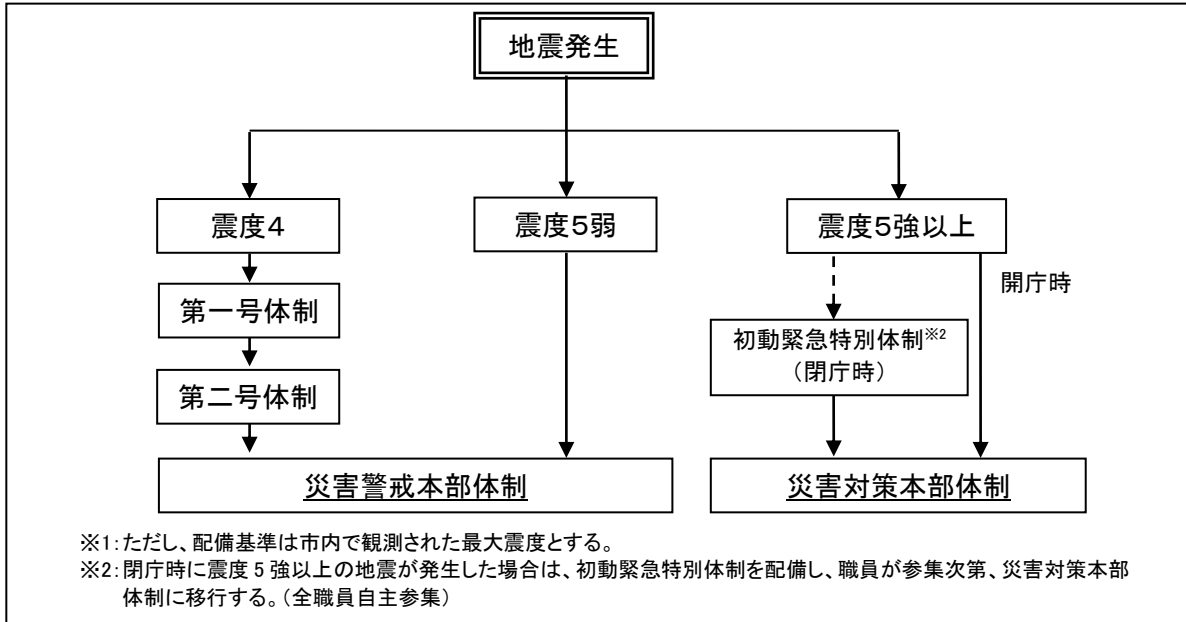 地震発生
震度4
震度5弱
震度5強以上
開庁時
第一号体制
初動緊急特別体制※2
（閉庁時）
第二号体制
災害警戒本部体制
災害対策本部体制
※1：ただし、配備基準は市内で観測された最大震度とする。
※2：閉庁時に震度5強以上の地震が発生した場合は、初動緊急特別体制を配備し、職員が参集次第、災害対策本部
体制に移行する。（全職員自主参集）